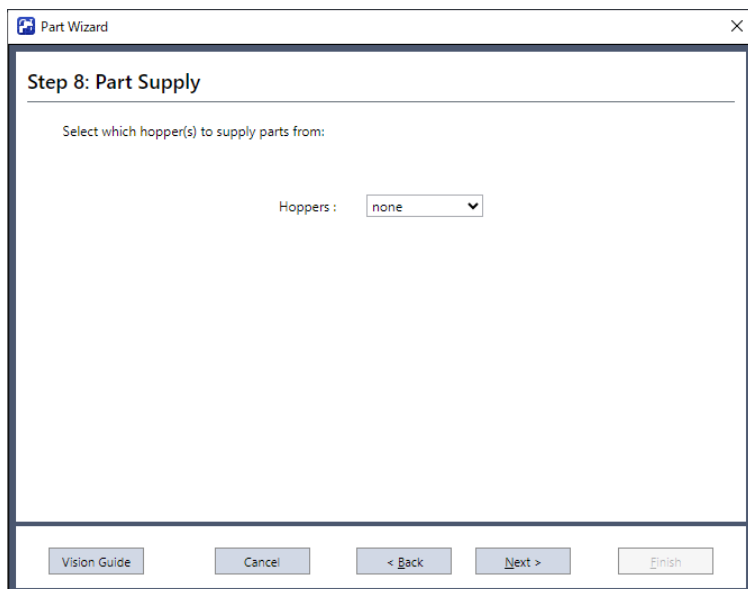 Part Wizard
Step 8: Part Supply
Select which hopper(s) to supply parts from:
Hoppers : none
Vision Guide Cancel < Back Next > Finish